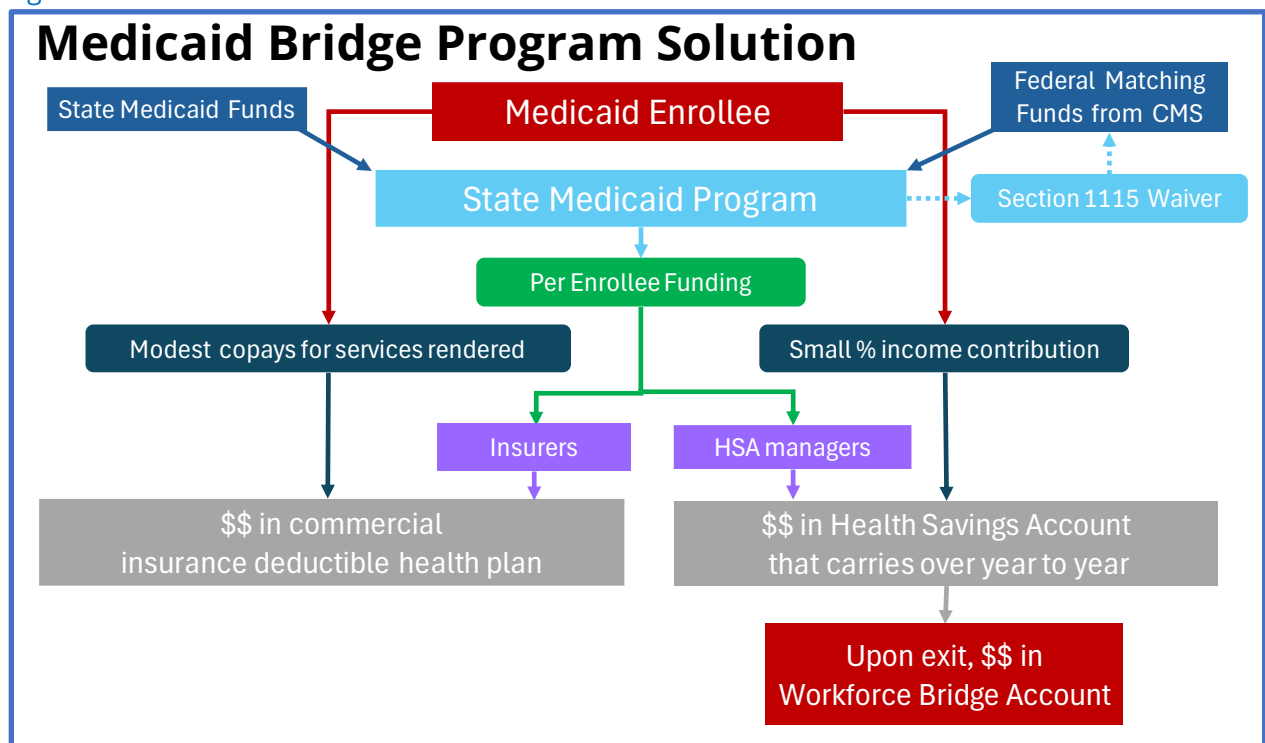 Medicaid Bridge Program Solution
State Medicaid Funds
Medicaid Enrollee
Federal Matching
Funds from CMS
State Medicaid Program
Section 1115 Waiver
Per Enrollee Funding
Modest copays for services rendered
Small % income contribution
Insurers
HSA managers
$$ in commercial
insurance deductible health plan
$$ in Health Savings Account
that carries over year to year
Upon exit, $$ in
Workforce Bridge Account